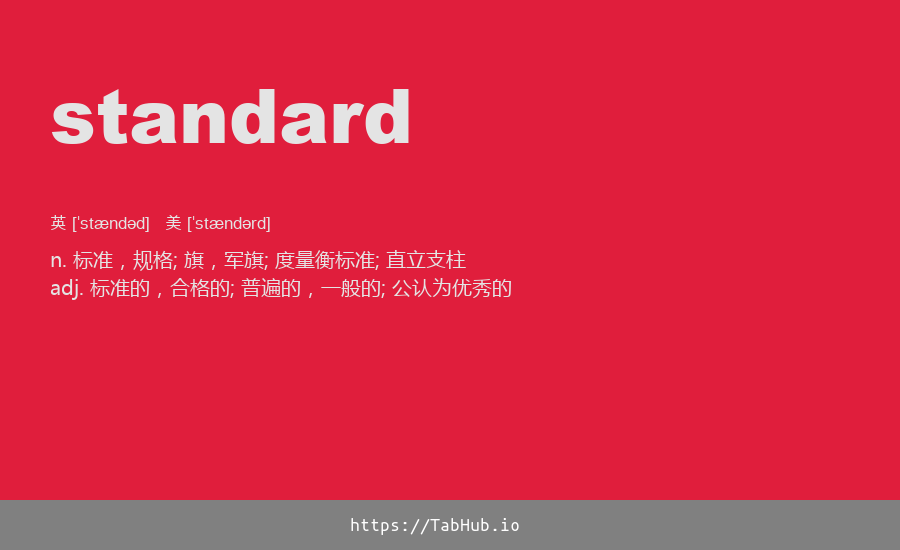 standard
英 [ˈstændəd] 美 [ˈstændərd]
n. 标准，规格; 旗，军旗; 度量衡标准; 直立支柱
adj. 标准的，合格的; 普遍的，一般的; 公认为优秀的
https://TabHub.io